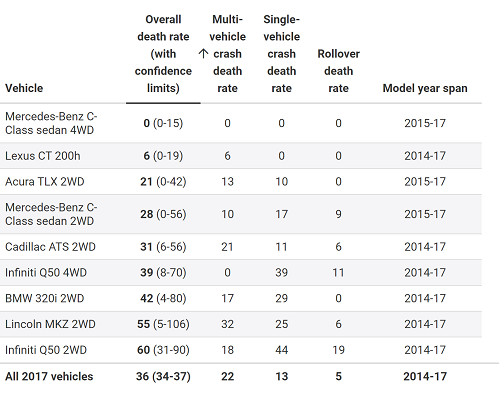 Vehicle Overall death rate (with confidence limits) ↑ Multi-vehicle crash death rate Single-vehicle crash death rate Rollover death rate Model year span
Mercedes-Benz C-Class sedan 4WD 0 (0-15) 0 0 0 2015-17
Lexus CT 200h 6 (0-19) 6 0 0 2014-17
Acura TLX 2WD 21 (0-42) 13 10 0 2015-17
Mercedes-Benz C-Class sedan 2WD 28 (0-56) 10 17 9 2015-17
Cadillac ATS 2WD 31 (6-56) 21 11 6 2014-17
Infiniti Q50 4WD 39 (8-70) 0 39 11 2014-17
BMW 320i 2WD 42 (4-80) 17 29 0 2014-17
Lincoln MKZ 2WD 55 (5-106) 32 25 6 2014-17
Infiniti Q50 2WD 60 (31-90) 18 44 19 2014-17
All 2017 vehicles 36 (34-37) 22 13 5 2014-17